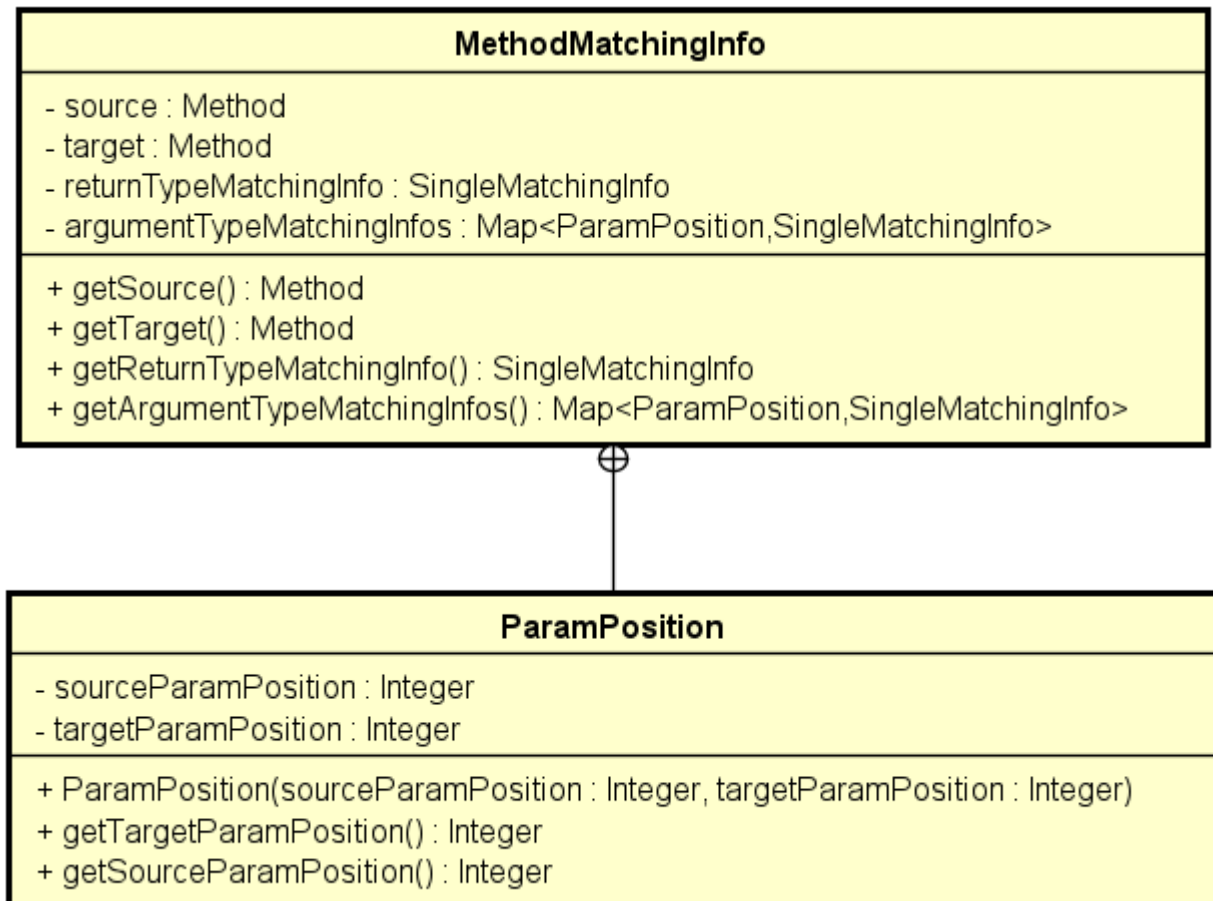 MethodMatchingInfo
- source : Method
- target : Method
- returnTypeMatchingInfo : SingleMatchingInfo
- argumentTypeMatchingInfos : Map<ParamPosition,SingleMatchingInfo>
+ getSource() : Method
+ getTarget() : Method
+ getReturnTypeMatchingInfo() : SingleMatchingInfo
+ getArgumentTypeMatchingInfos() : Map<ParamPosition,SingleMatchingInfo>
ParamPosition
- sourceParamPosition : Integer
- targetParamPosition : Integer
+ ParamPosition(sourceParamPosition : Integer, targetParamPosition : Integer)
+ getTargetParamPosition() : Integer
+ getSourceParamPosition() : Integer